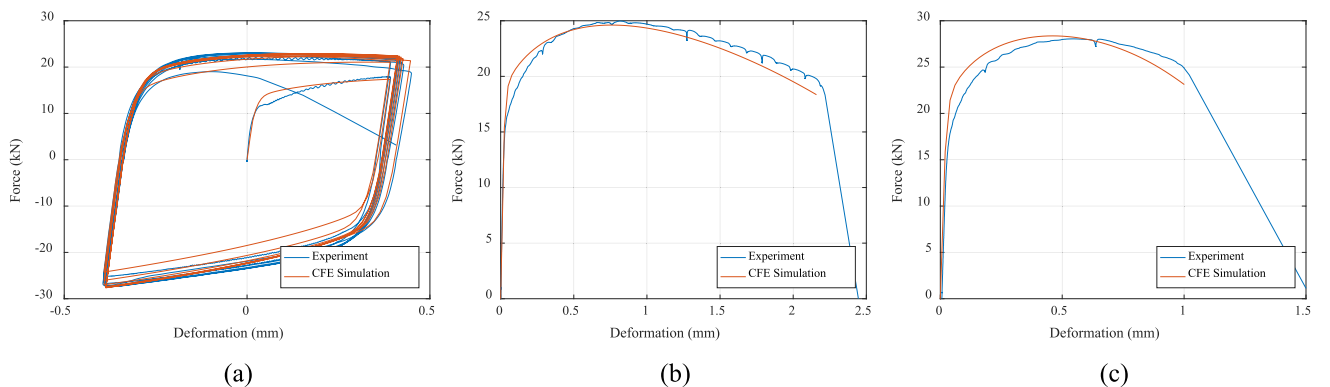 30
20
10
0
-10
-20
-30
-0.5
0
0.5
Force (kN)
Deformation (mm)
Experiment
CFE Simulation
(a)
25
20
15
25
10
5
0
0
0.5
1
1.5
2
2.5
Force (kN)
Deformation (mm)
Experiment
CFE Simulation
(b)
30
25
20
15
10
5
0
0
0.5
1
1.5
Force (kN)
Deformation (mm)
Experiment
CFE Simulation
(c)